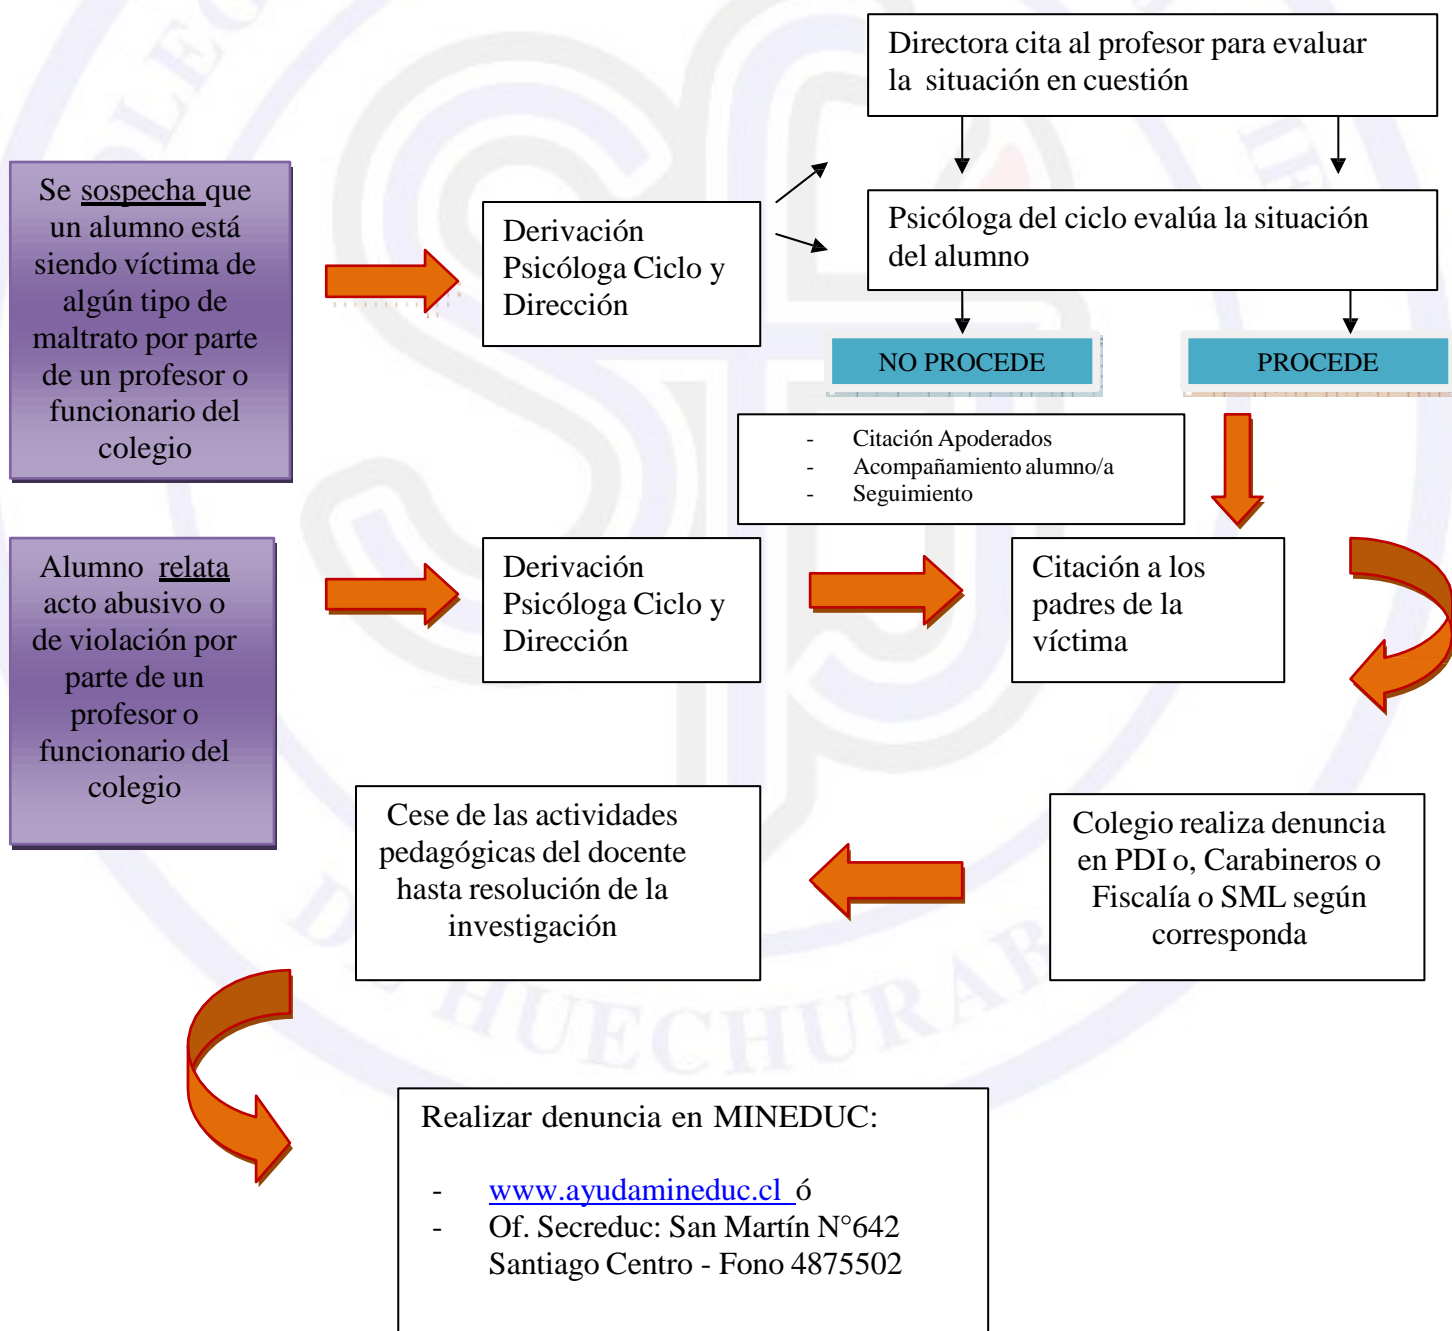 Directora cita al profesor para evaluar
la situación en cuestión
Se sospecha que
un alumno está
siendo víctima de
algún tipo de
maltrato por parte
de un profesor o
funcionario del
colegio
Derivación
Psicóloga Ciclo y
Dirección
Psicóloga del ciclo evalúa la situación
del alumno
NO PROCEDE
PROCEDE
- Citación Apoderados
- Acompañamiento alumno/a
- Seguimiento
Alumno relata
acto abusivo o
de violación por
parte de un
profesor o
funcionario del
colegio
Derivación
Psicóloga Ciclo y
Dirección
Citación a los
padres de la
víctima
Colegio realiza denuncia
en PDI o, Carabineros o
Fiscalía o SML según
corresponda
Cese de las actividades
pedagógicas del docente
hasta resolución de la
investigación
DE HUECHURABA
Realizar denuncia en MINEDUC:
- www.ayudamineduc.cl ó
- Of. Secreduc: San Martín N°642
Santiago Centro - Fono 4875502